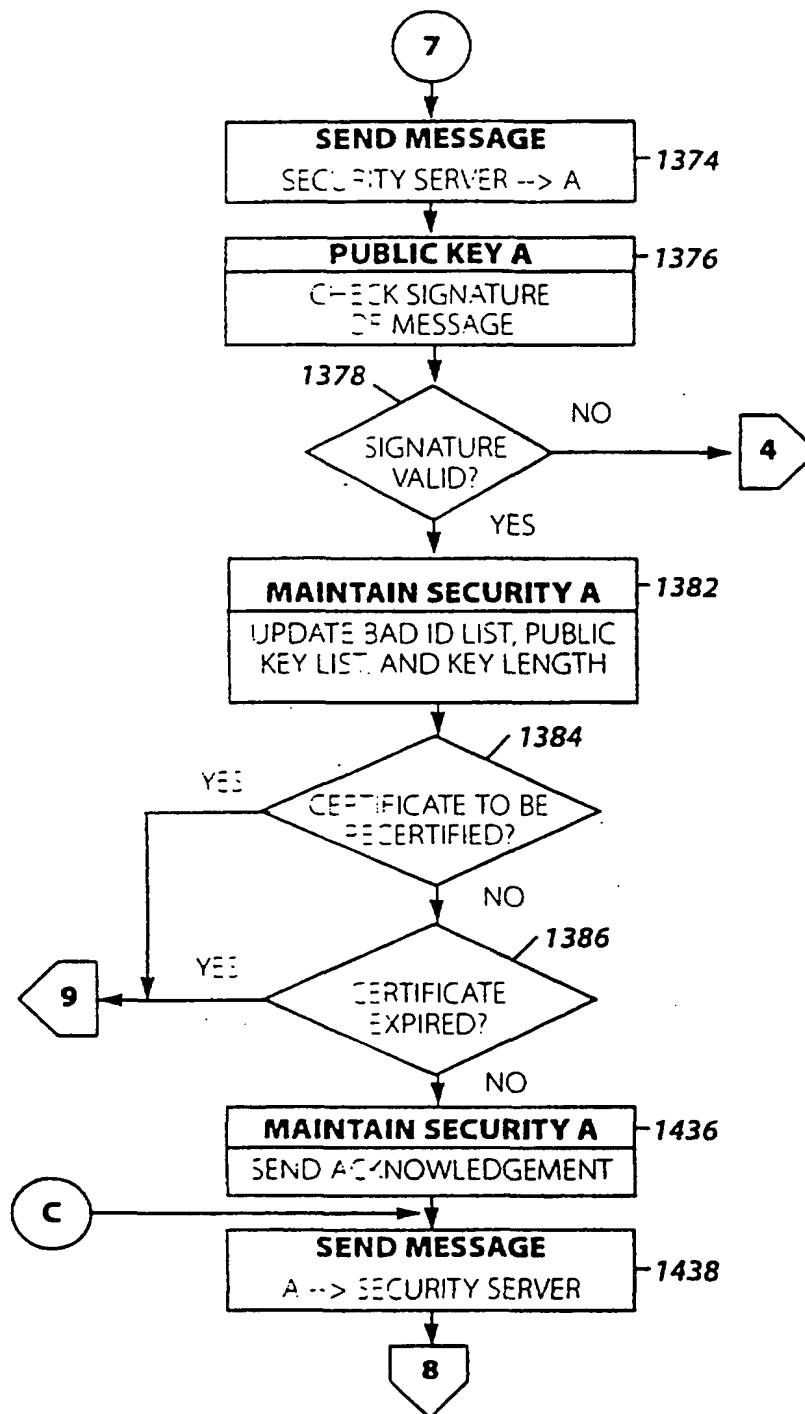 7
SEND MESSAGE
SECURITY SERVER --> A
1374
PUBLIC KEY A
1376
CHECK SIGNATURE
OF MESSAGE
1378
SIGNATURE
VALID?
NO
4
YES
MAINTAIN SECURITY A
1382
UPDATE BAD ID LIST, PUBLIC
KEY LIST, AND KEY LENGTH
1384
YES
CERTIFICATE TO BE
RECERTIFIED?
NO
1386
YES
9
CERTIFICATE
EXPIRED?
NO
MAINTAIN SECURITY A
1436
SEND ACKNOWLEDGEMENT
C
SEND MESSAGE
1438
A --> SECURITY SERVER
8